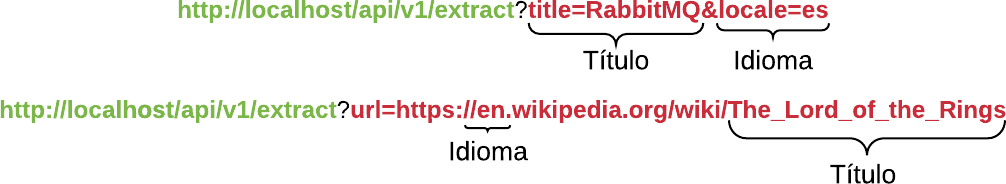 http://localhost/api/v1/extract?title=RabbitMQ&locale=es
Título Idioma
http://localhost/api/v1/extract?url=https://en.wikipedia.org/wiki/The_Lord_of_the_Rings
Idioma
Título